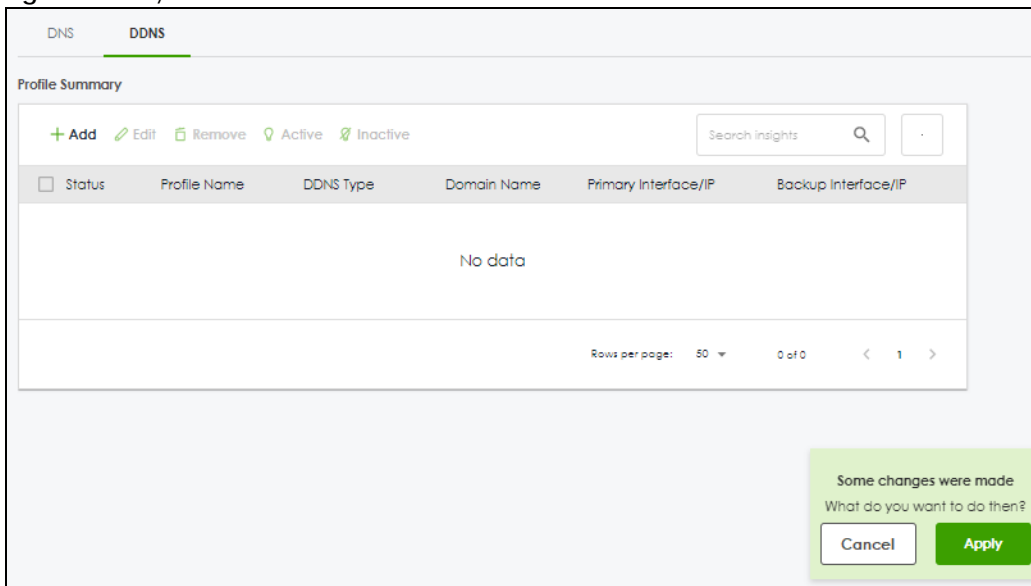 DNS DDNS
Profile Summary
Add Edit Remove Active Inactive Search insights
Status Profile Name DDNS Type Domain Name Primary Interface/IP Backup Interface/IP
No data
Rows per page: 50 0 of 0 < 1 >
Some changes were made
What do you want to do then?
Cancel Apply